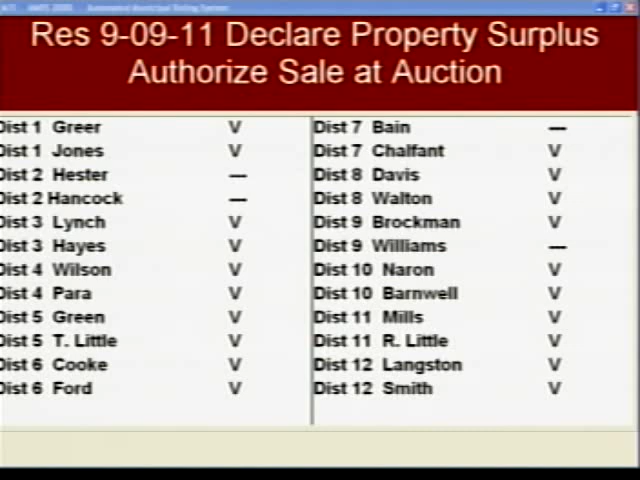 Res 9-09-11 Declare Property Surplus
Authorize Sale at Auction
Dist 1 Greer V
Dist 1 Jones V
Dist 2 Hester —
Dist 2 Hancock —
Dist 3 Lynch V
Dist 3 Hayes V
Dist 4 Wilson V
Dist 4 Para V
Dist 5 Green V
Dist 5 T. Little V
Dist 6 Cooke V
Dist 6 Ford V
Dist 7 Bain —
Dist 7 Chalfant V
Dist 8 Davis V
Dist 8 Walton V
Dist 9 Brockman V
Dist 9 Williams —
Dist 10 Naron V
Dist 10 Barnwell V
Dist 11 Mills V
Dist 11 R. Little V
Dist 12 Langston V
Dist 12 Smith V